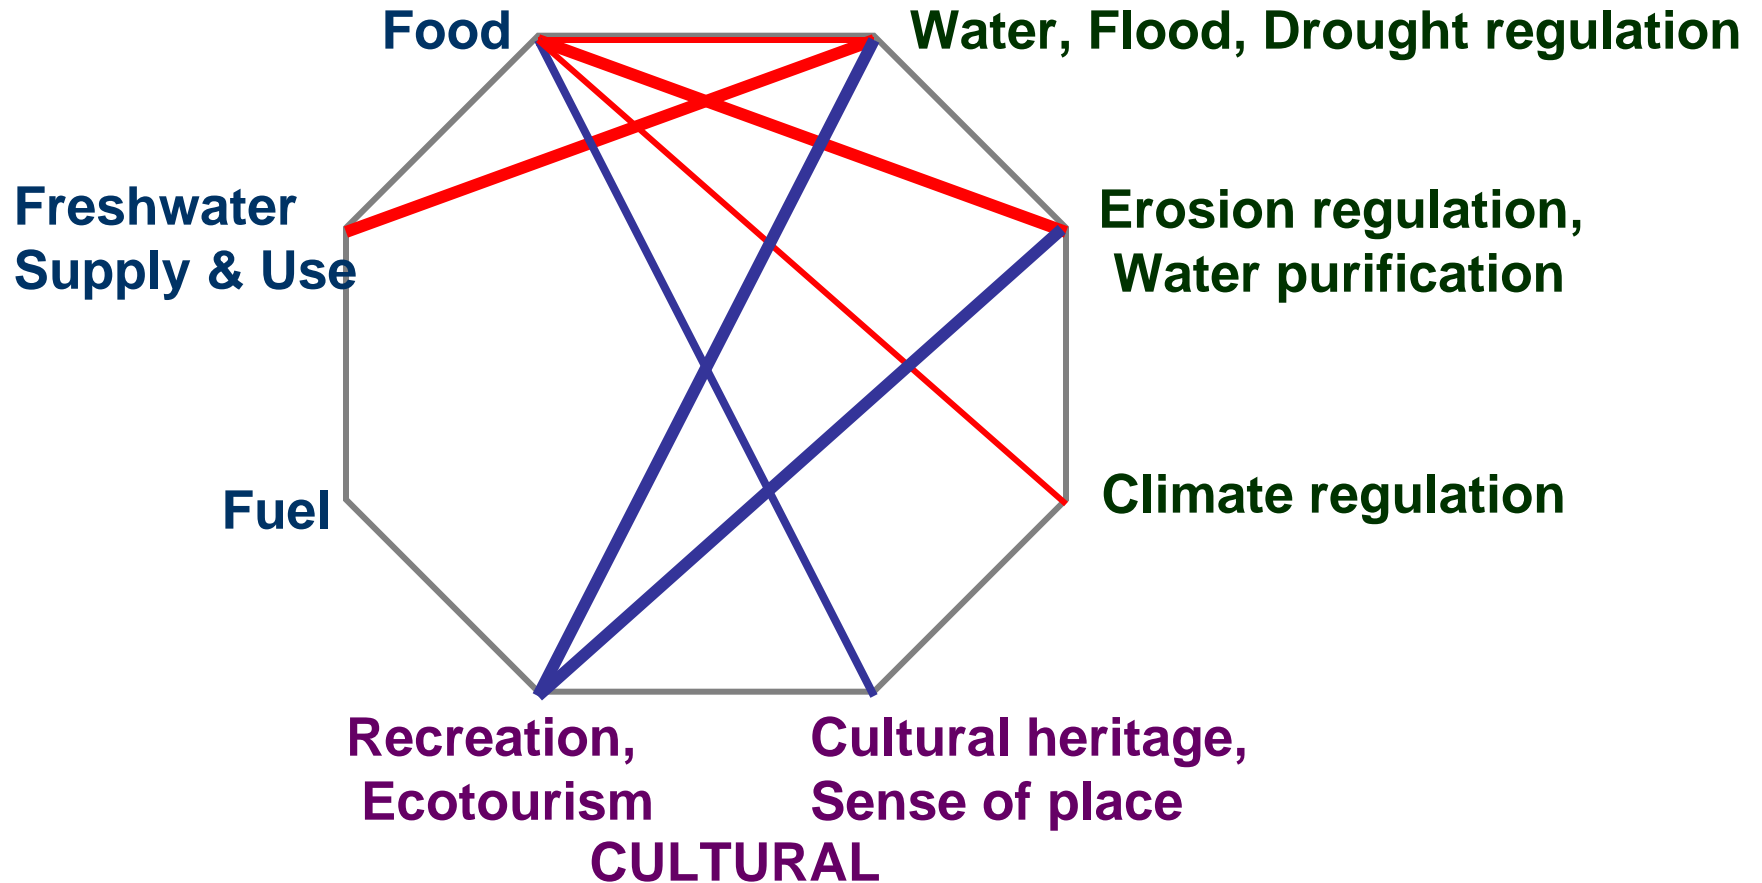 Food
Water, Flood, Drought regulation
Freshwater
Supply & Use
Erosion regulation,
Water purification
Fuel
Climate regulation
Recreation,
Ecotourism
Cultural heritage,
Sense of place
CULTURAL